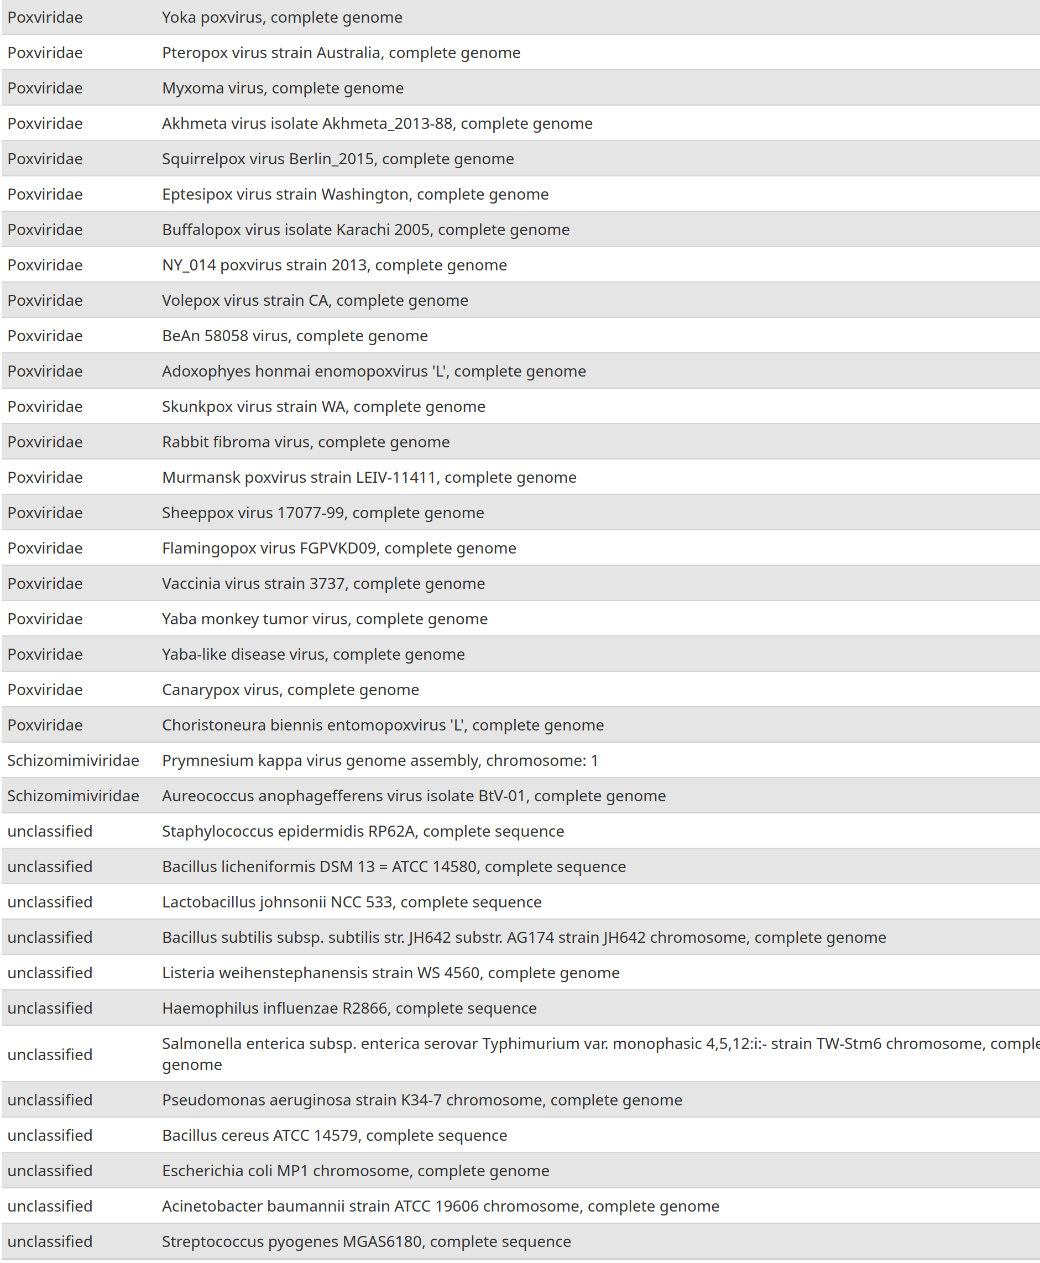 Poxviridae Yoka poxvirus, complete genome
Poxviridae Pteropox virus strain Australia, complete genome
Poxviridae Myxoma virus, complete genome
Poxviridae Akhmeta virus isolate Akhmeta_2013-88, complete genome
Poxviridae Squirrelpox virus Berlin_2015, complete genome
Poxviridae Eptesipox virus strain Washington, complete genome
Poxviridae Buffalopox virus isolate Karachi 2005, complete genome
Poxviridae NY_014 poxvirus strain 2013, complete genome
Poxviridae Volepox virus strain CA, complete genome
Poxviridae BeAn 58058 virus, complete genome
Poxviridae Adoxophyes honmai enomopoxvirus 'L', complete genome
Poxviridae Skunkpox virus strain WA, complete genome
Poxviridae Rabbit fibroma virus, complete genome
Poxviridae Murmansk poxvirus strain LEIV-11411, complete genome
Poxviridae Sheeppox virus 17077-99, complete genome
Poxviridae Flamingopox virus FGPVKD09, complete genome
Poxviridae Vaccinia virus strain 3737, complete genome
Poxviridae Yaba monkey tumor virus, complete genome
Poxviridae Yaba-like disease virus, complete genome
Poxviridae Canarypox virus, complete genome
Poxviridae Choristoneura biennis entomopoxvirus 'L', complete genome
Schizomimiviridae Prymnesium kappa virus genome assembly, chromosome: 1
Schizomimiviridae Aureococcus anophagefferens virus isolate BtV-01, complete genome
unclassified Staphylococcus epidermidis RP62A, complete sequence
unclassified Bacillus licheniformis DSM 13 = ATCC 14580, complete sequence
unclassified Lactobacillus johnsonii NCC 533, complete sequence
unclassified Bacillus subtilis subsp. subtilis str. JH642 substr. AG174 strain JH642 chromosome, complete genome
unclassified Listeria weihenstephanensis strain WS 4560, complete genome
unclassified Haemophilus influenzae R2866, complete sequence
unclassified Salmonella enterica subsp. enterica serovar Typhimurium var. monophasic 4,5,12:i:- strain TW-Stm6 chromosome, comple
genome
unclassified Pseudomonas aeruginosa strain K34-7 chromosome, complete genome
unclassified Bacillus cereus ATCC 14579, complete sequence
unclassified Escherichia coli MP1 chromosome, complete genome
unclassified Acinetobacter baumannii strain ATCC 19606 chromosome, complete genome
unclassified Streptococcus pyogenes MGAS6180, complete sequence